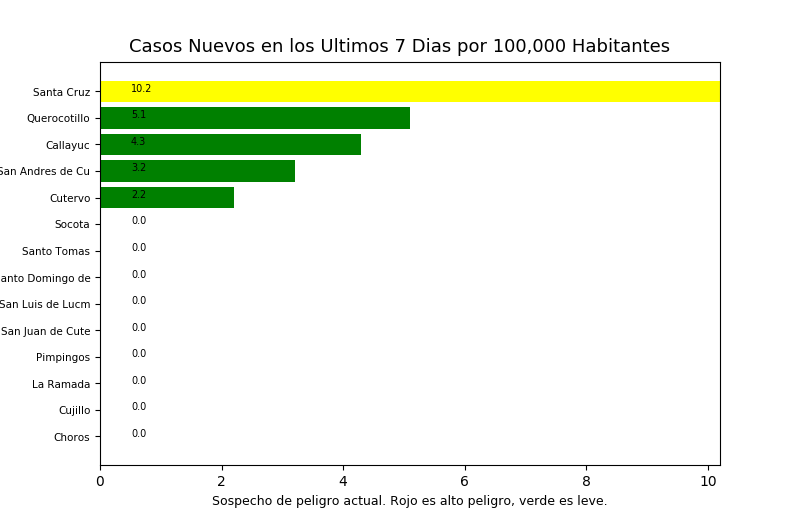 Casos Nuevos en los Ultimos 7 Dias por 100,000 Habitantes
Santa Cruz 10.2
Querocotillo 5.1
Callayuc 4.3
San Andres de Cu 3.2
Cutervo 2.2
Socota 0.0
Santo Tomas 0.0
anto Domingo de 0.0
San Luis de Lucm 0.0
San Juan de Cute 0.0
Pimpingos 0.0
La Ramada 0.0
Cujillo 0.0
Choros 0.0
0 2 4 6 8 10
Sospecho de peligro actual. Rojo es alto peligro, verde es leve.